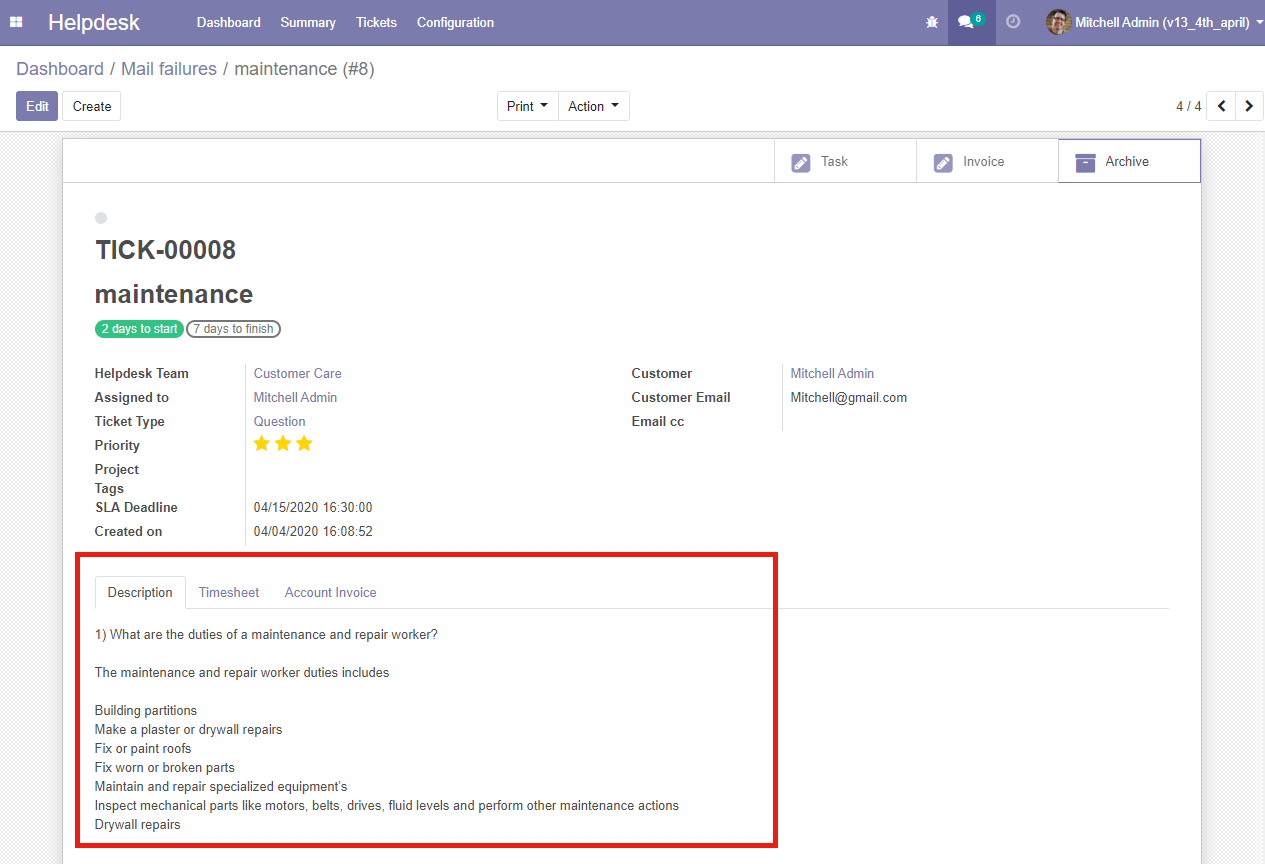 Helpdesk Dashboard Summary Tickets Configuration 6 Mitchell Admin (v13_4th_april)
Dashboard / Mail failures / maintenance (#8)
Edit Create Print Action 4 / 4
Task Invoice Archive
TICK-00008
maintenance
2 days to start 7 days to finish
Helpdesk Team Customer Care
Assigned to Mitchell Admin
Ticket Type Question
Priority
Project
Tags
SLA Deadline 04/15/2020 16:30:00
Created on 04/04/2020 16:08:52
Customer Mitchell Admin
Customer Email Mitchell@gmail.com
Email cc
Description Timesheet Account Invoice
1) What are the duties of a maintenance and repair worker?
The maintenance and repair worker duties includes
Building partitions
Make a plaster or drywall repairs
Fix or paint roofs
Fix worn or broken parts
Maintain and repair specialized equipment's
Inspect mechanical parts like motors, belts, drives, fluid levels and perform other maintenance actions
Drywall repairs